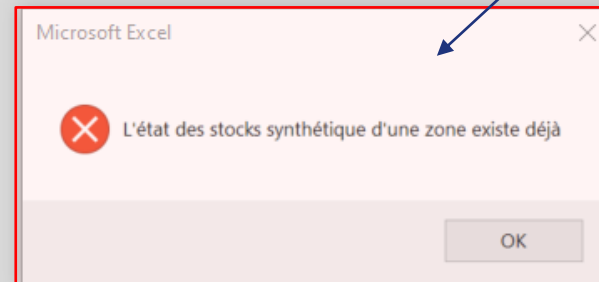 Microsoft Excel
L'état des stocks synthétique d'une zone existe déjà
OK